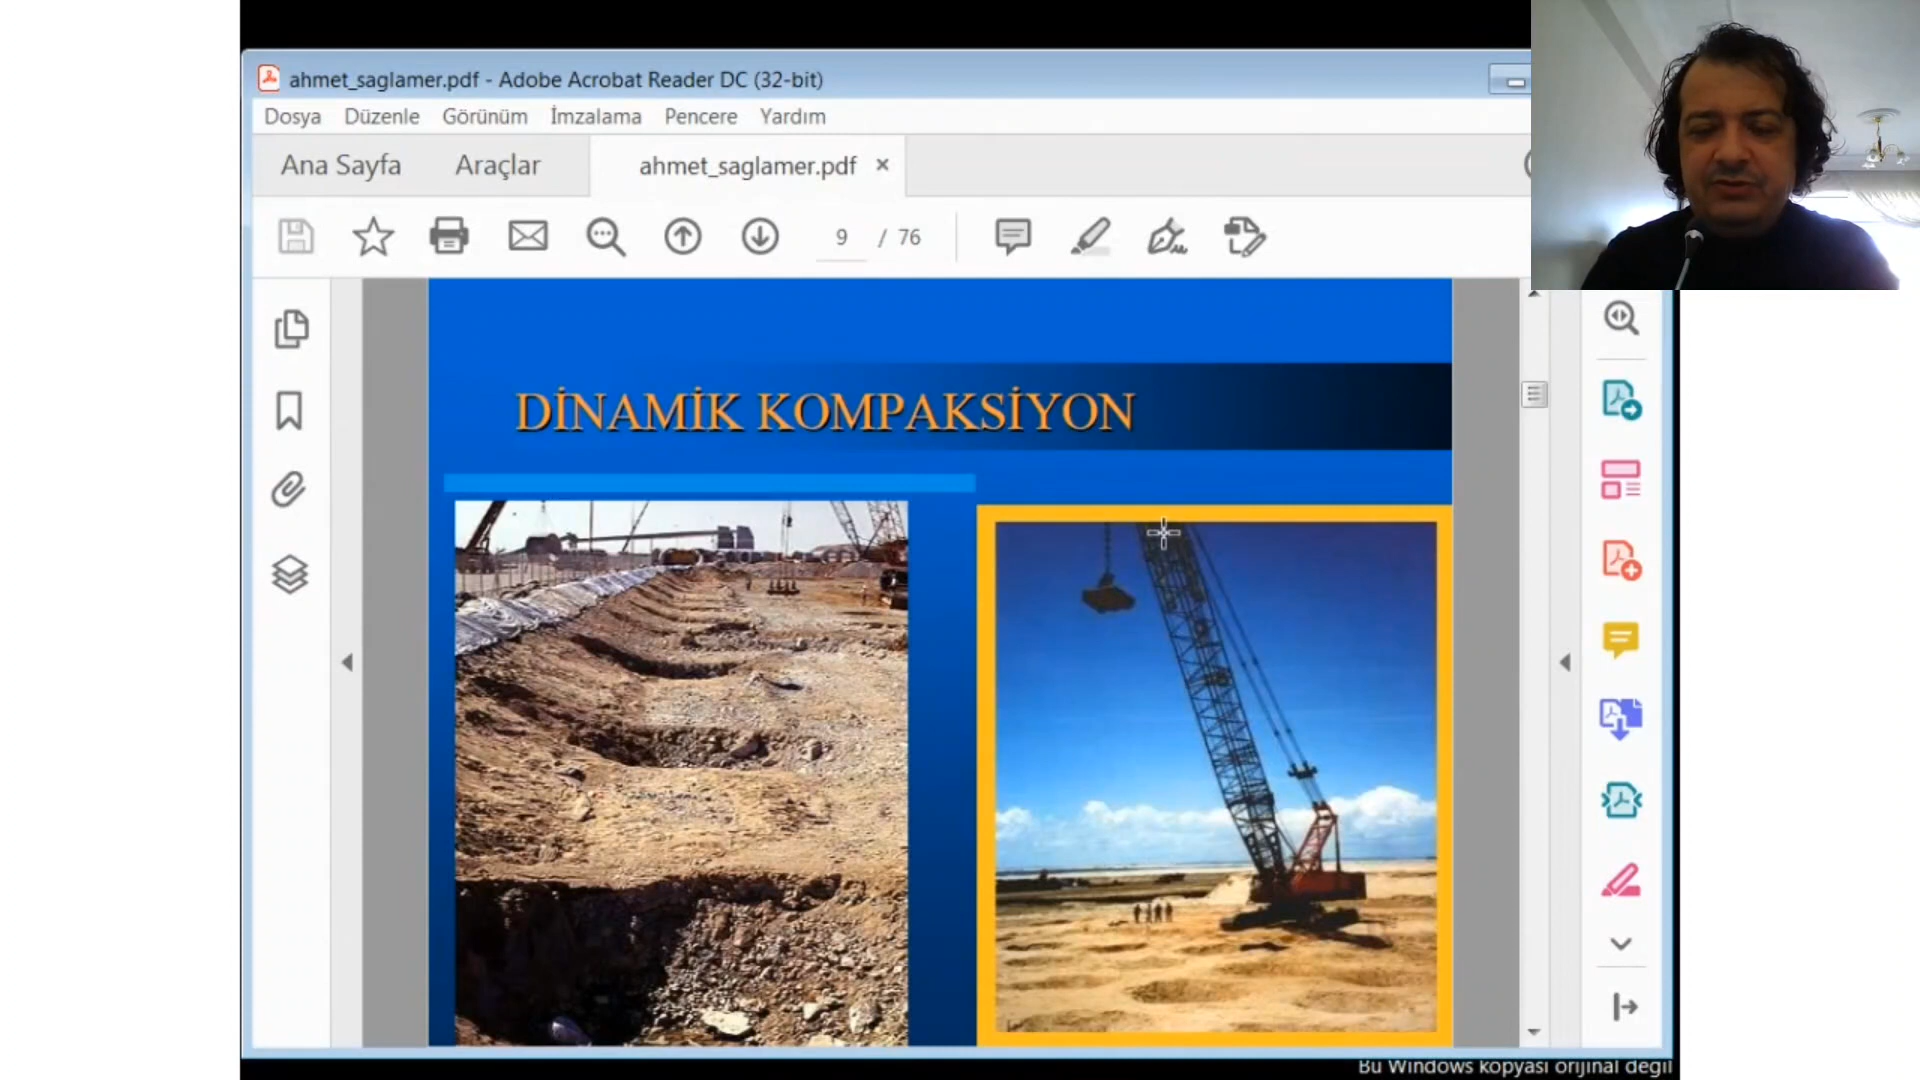 ahmet_saglamer.pdf - Adobe Acrobat Reader DC (32-bit)
Dosya Düzenle Görünüm İmzalama Pencere Yardım
Ana Sayfa Araçlar ahmet_saglamer.pdf ×
9 / 76
DİNAMİK KOMPAKSİYON
Bu Windows kopyası orijinal değil